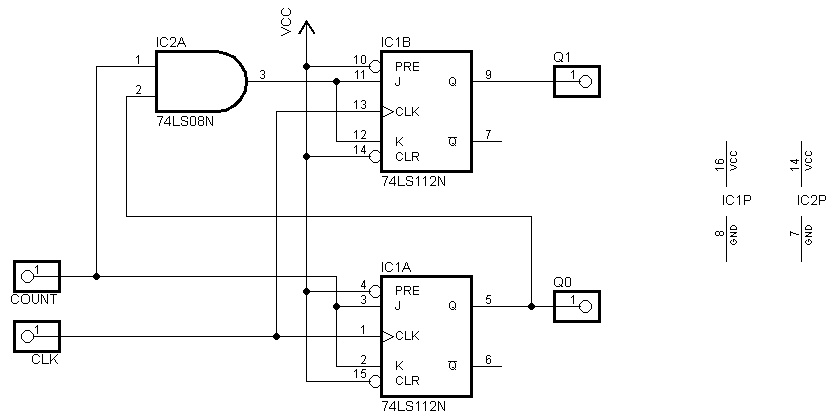 VCC
IC2A
1
2
3
74LS08N
IC1B
10 PRE
11 J Q 9
13 CLK
12 K Q 7
14 CLR
74LS112N
Q1
1
16 VCC
14 VCC
IC1P
IC2P
8 GND
7 GND
1
COUNT
1
CLK
IC1A
4 PRE
3 J Q 5
1 CLK
2 K Q 6
15 CLR
74LS112N
Q0
1